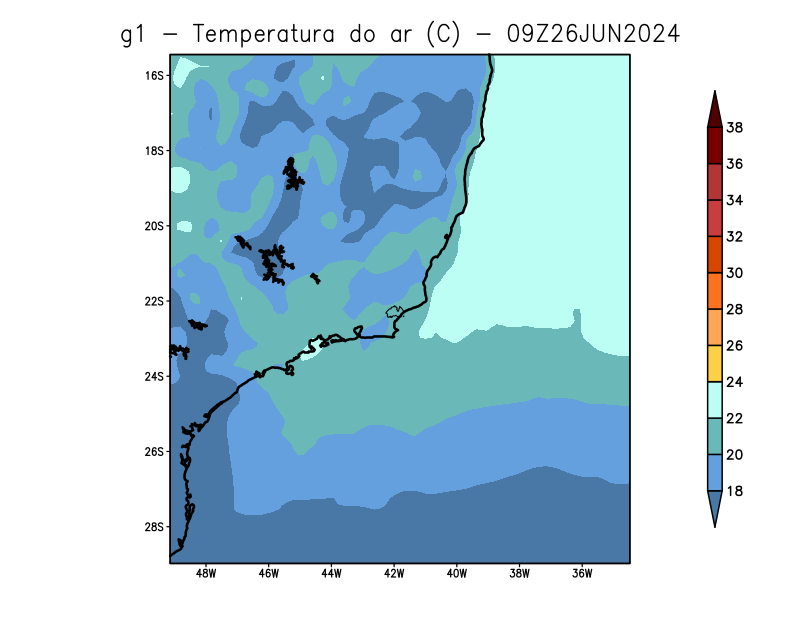 g1 – Temperatura do ar (C) – 09Z26JUN2024
16S
18S
20S
22S
24S
26S
28S
48W
46W
44W
42W
40W
38W
36W
38
36
34
32
30
28
26
24
22
20
18